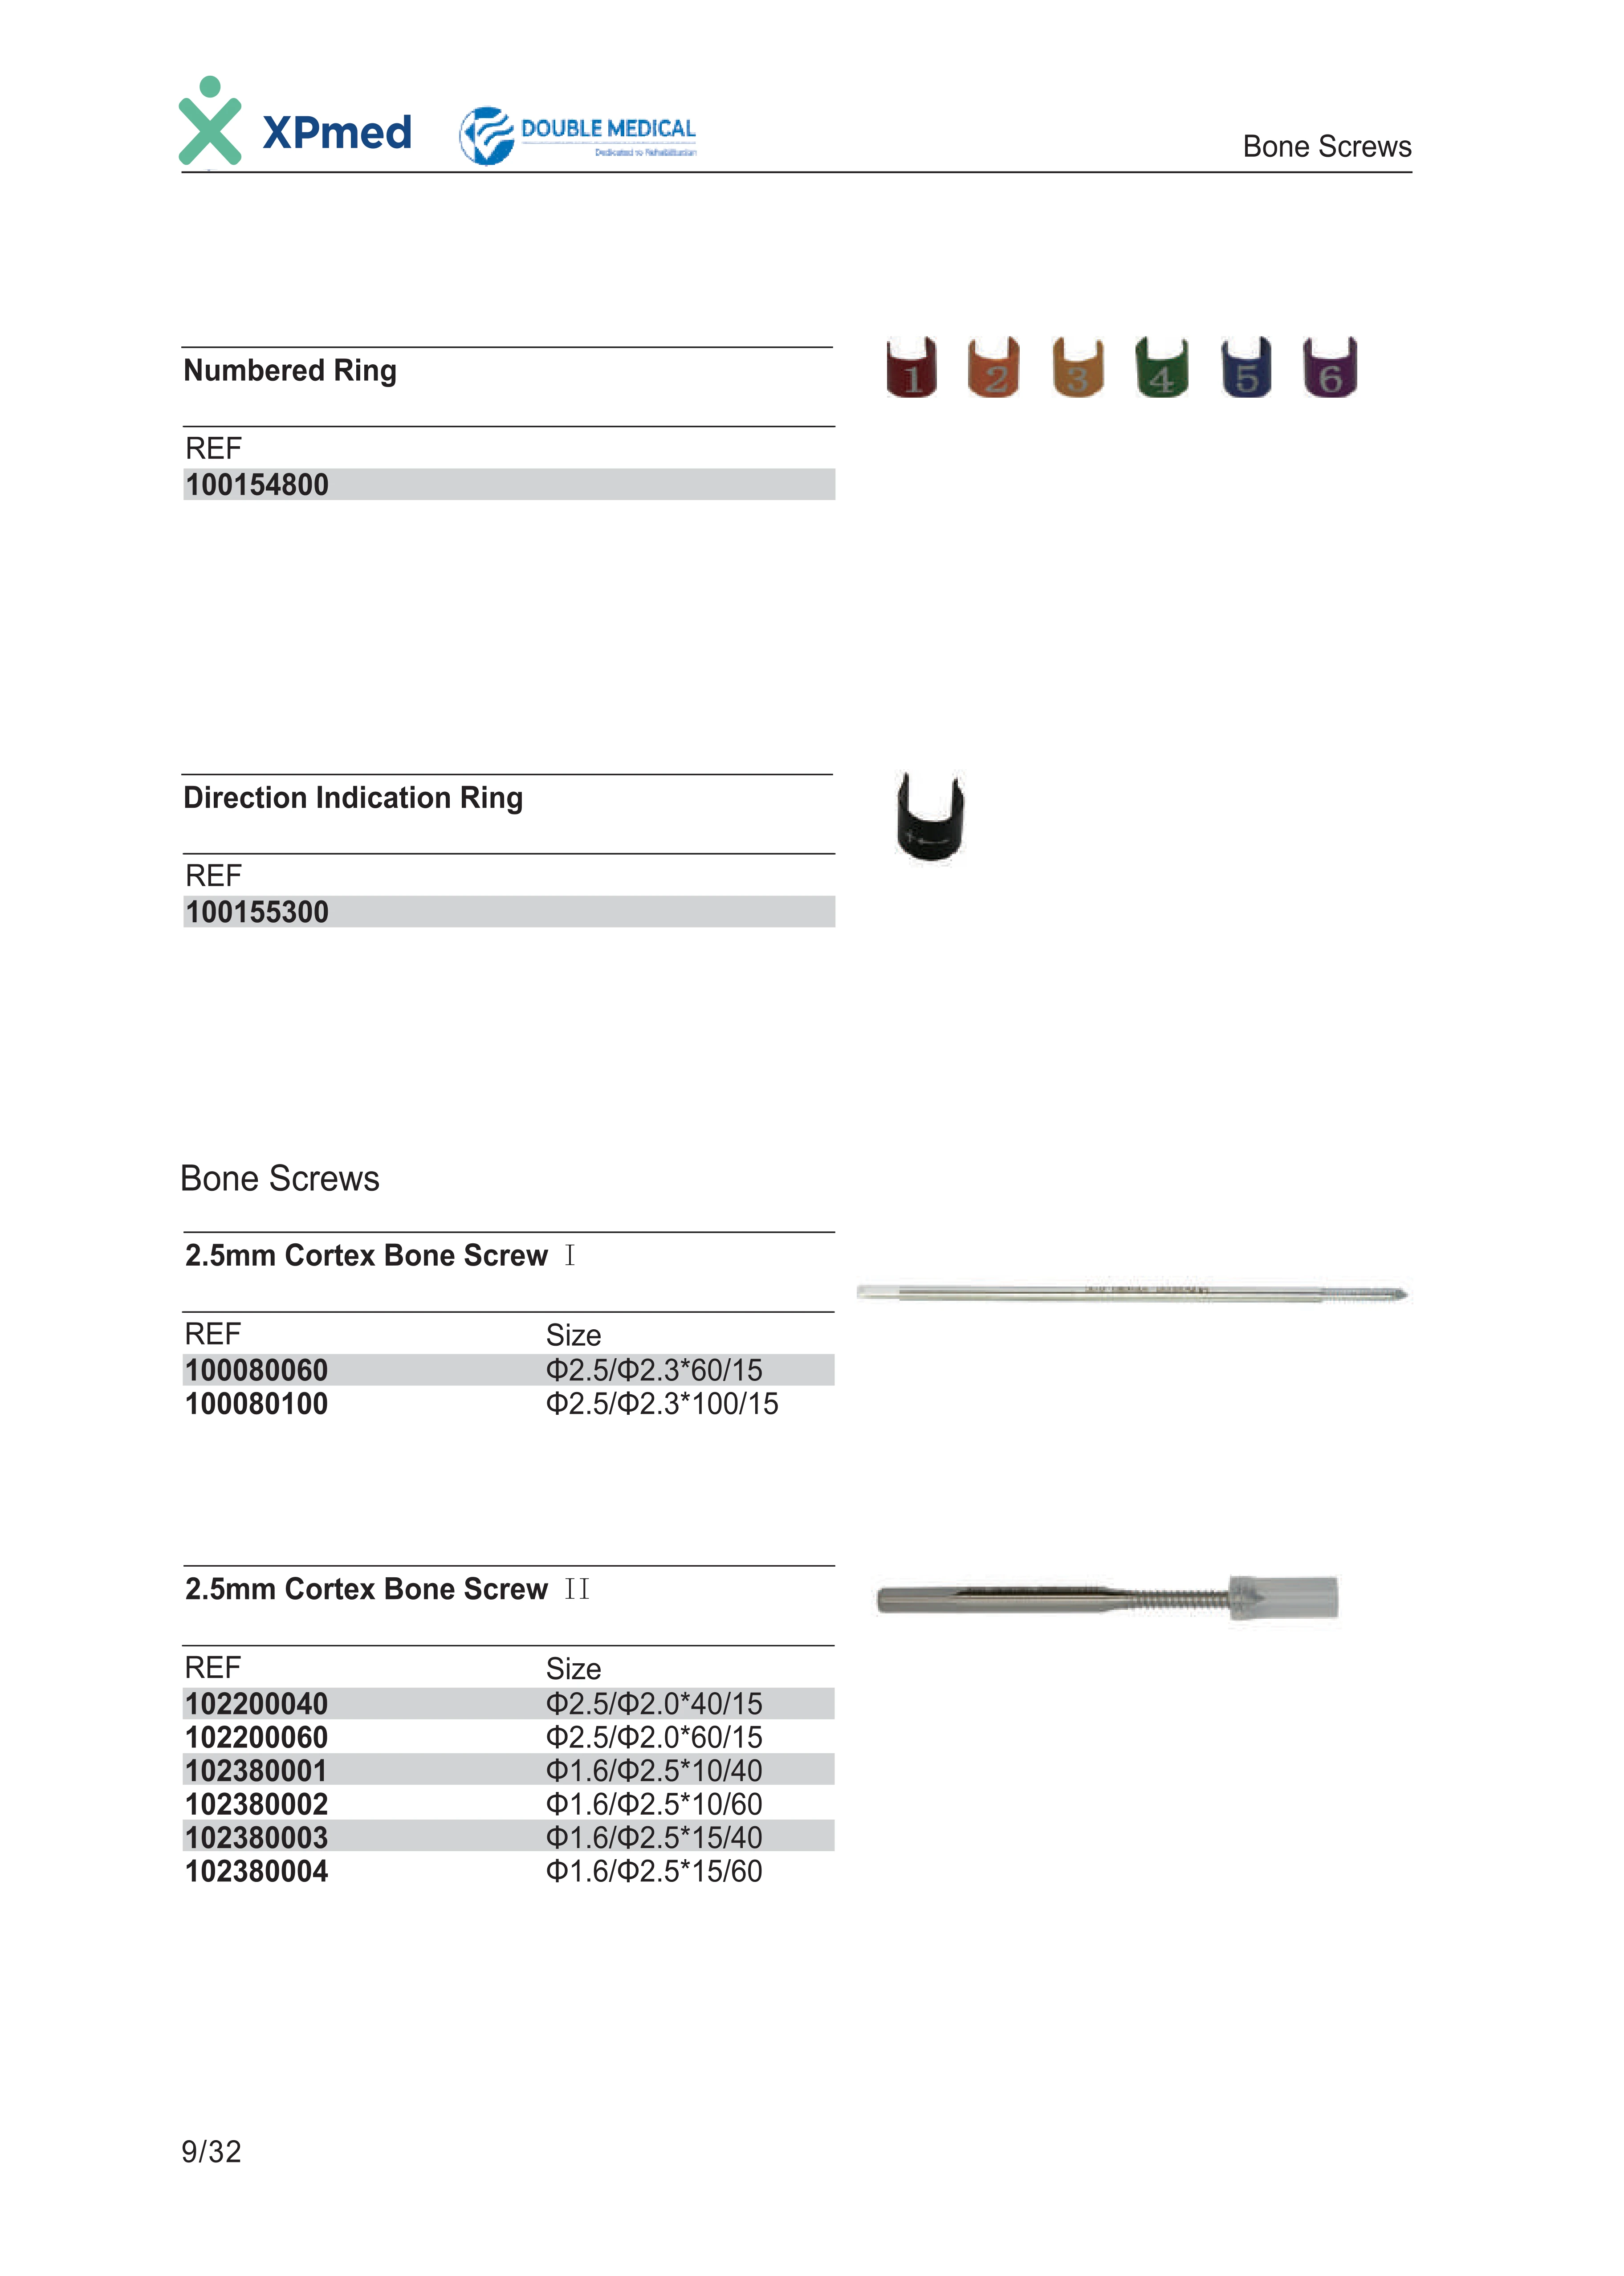 XPmed
DOUBLE MEDICAL
Dedicated to Rehabilitation
Bone Screws
Numbered Ring
1 2 3 4 5 6
REF
100154800
Direction Indication Ring
REF
100155300
Bone Screws
2.5mm Cortex Bone Screw Ⅰ
REF Size
100080060 Φ2.5/Φ2.3*60/15
100080100 Φ2.5/Φ2.3*100/15
2.5mm Cortex Bone Screw Ⅱ
REF Size
102200040 Φ2.5/Φ2.0*40/15
102200060 Φ2.5/Φ2.0*60/15
102380001 Φ1.6/Φ2.5*10/40
102380002 Φ1.6/Φ2.5*10/60
102380003 Φ1.6/Φ2.5*15/40
102380004 Φ1.6/Φ2.5*15/60
9/32